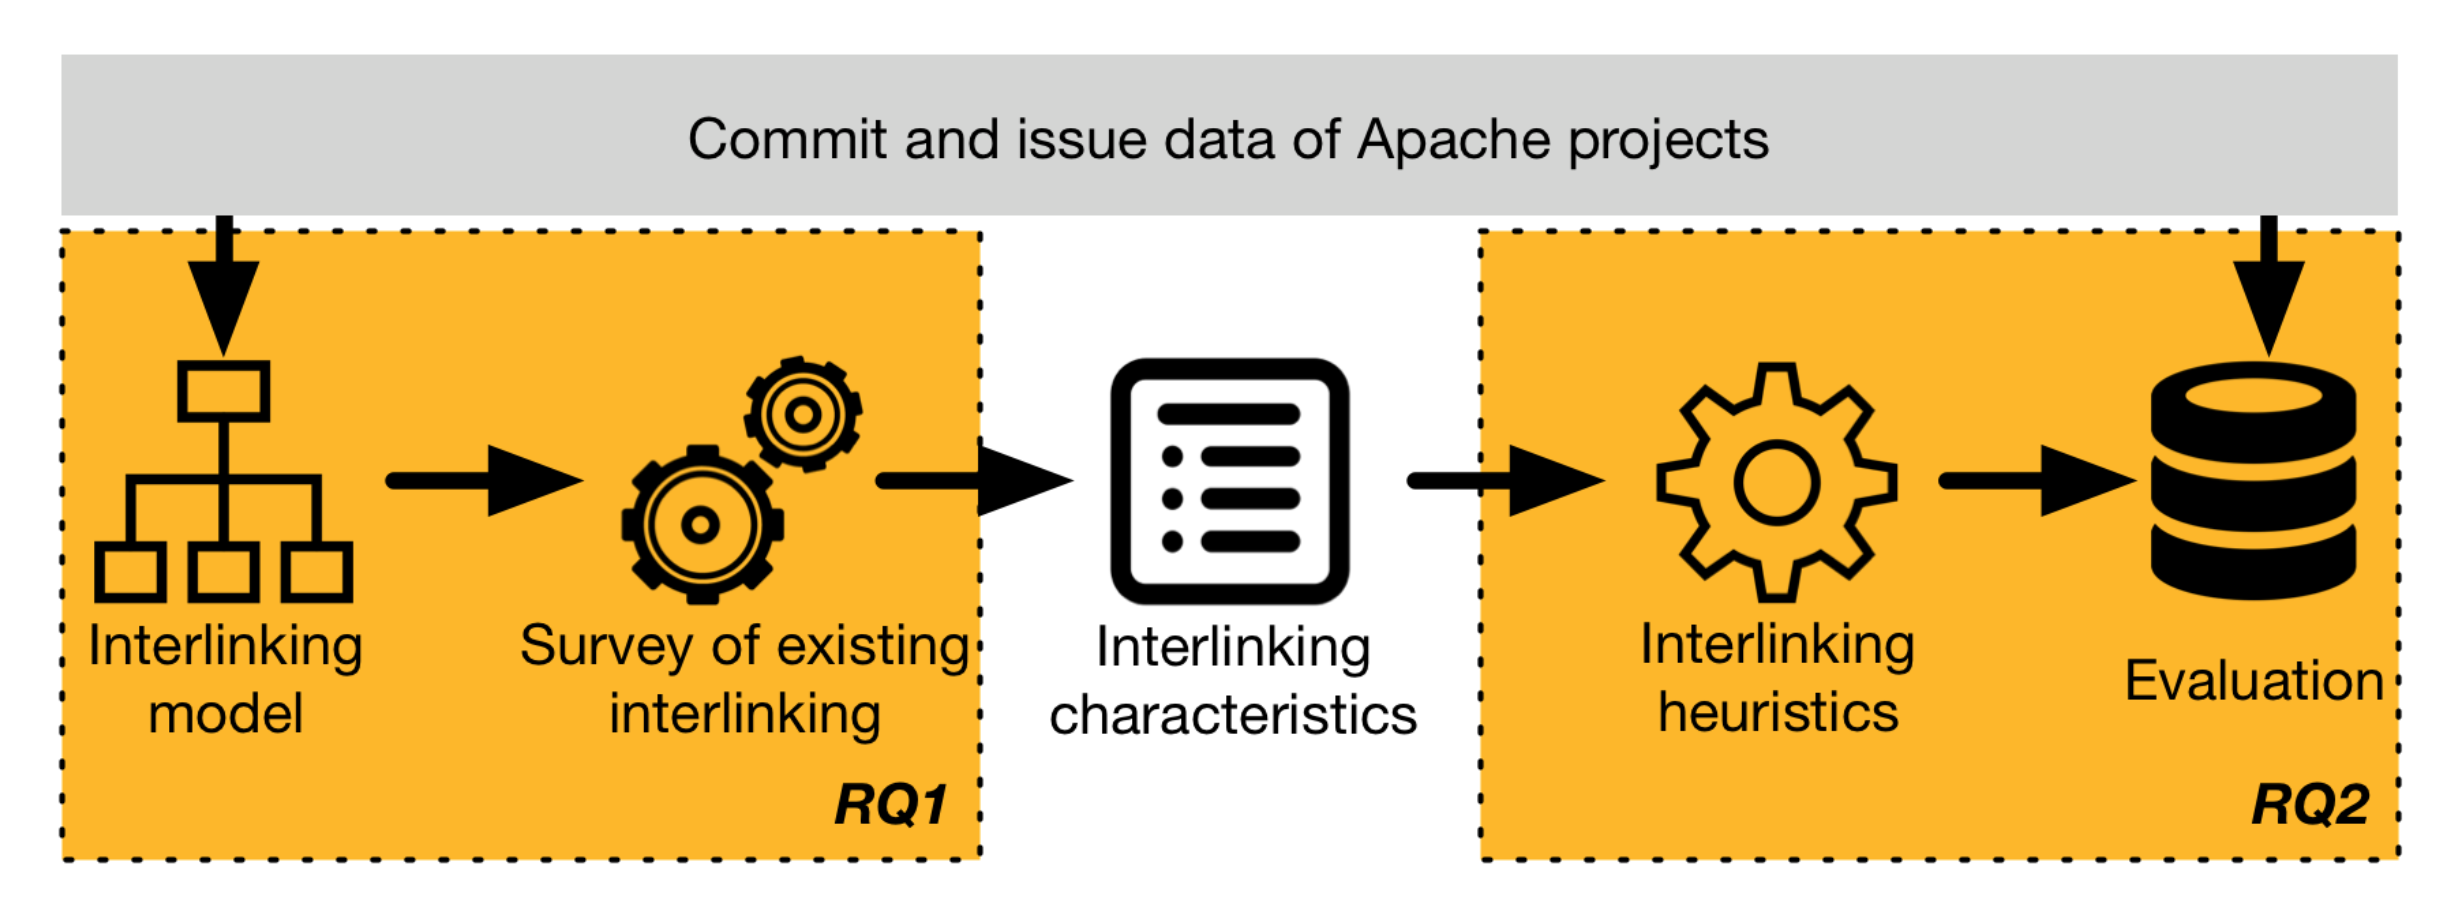 Commit and issue data of Apache projects
Interlinking
model
Survey of existing
interlinking
RQ1
Interlinking
characteristics
Interlinking
heuristics
Evaluation
RQ2